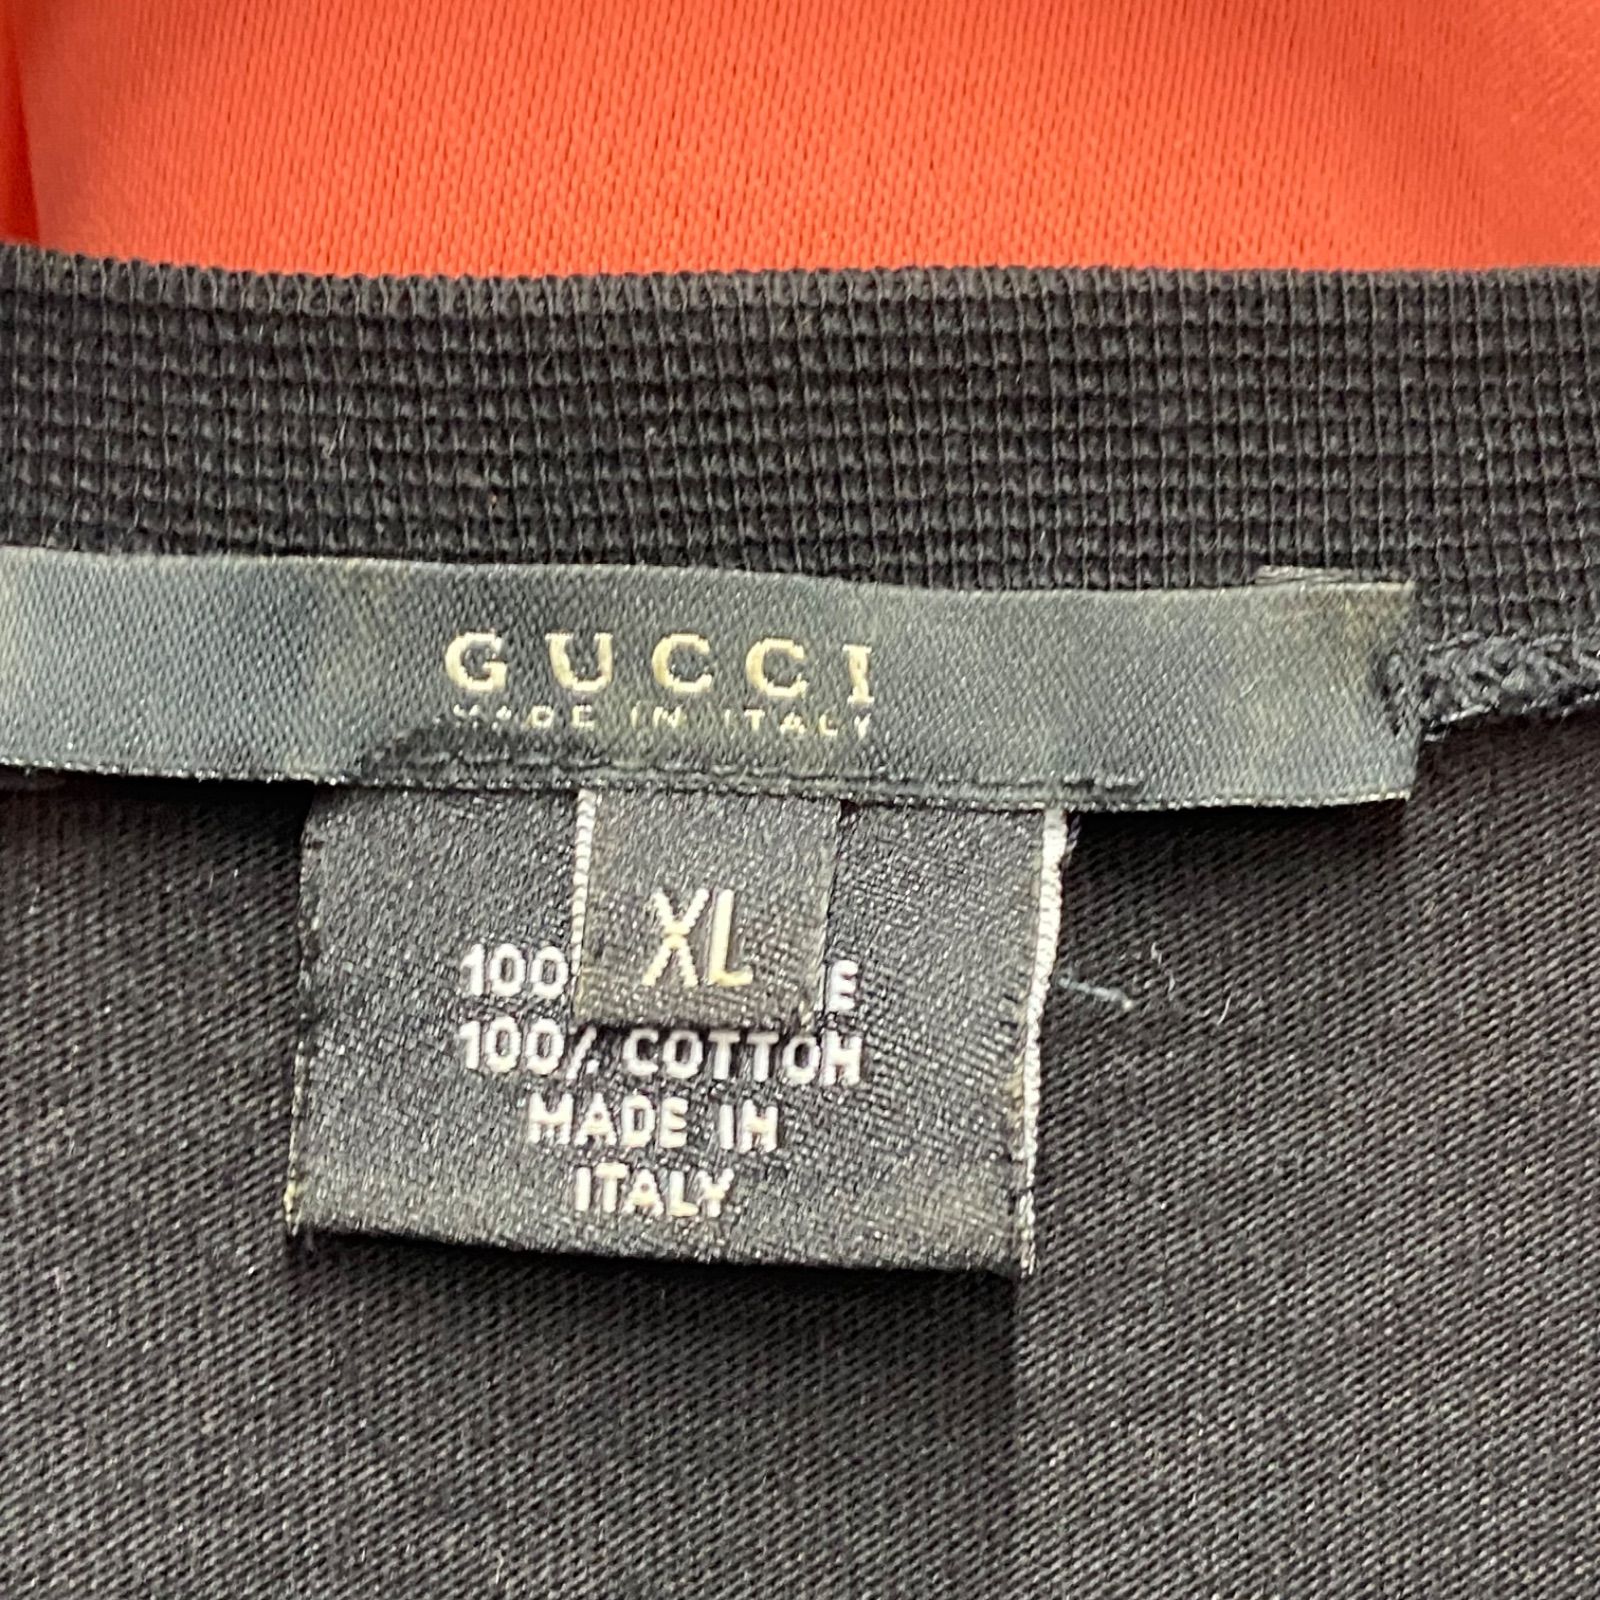 GUCCI
MADE IN ITALY
XL
100
100% COTTON
MADE IN
ITALY